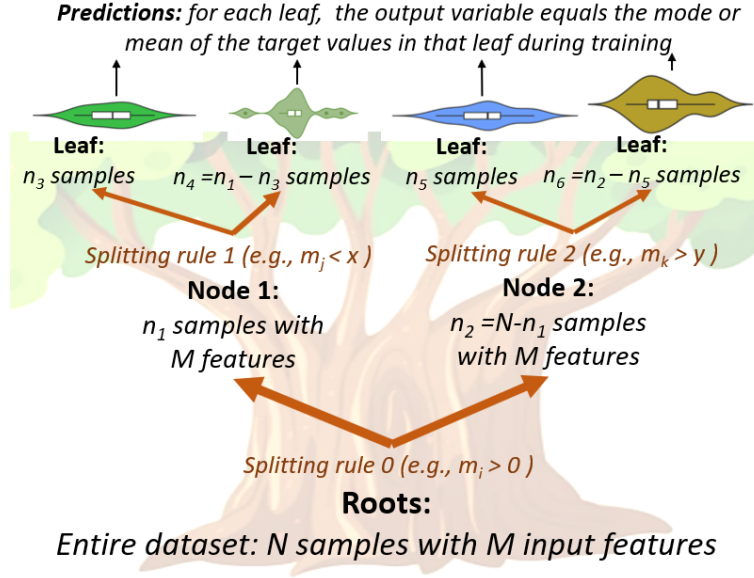 Predictions: for each leaf, the output variable equals the mode or
mean of the target values in that leaf during training
Leaf: Leaf: Leaf: Leaf:
n₃ samples n₄ =n₁ – n₃ samples n₅ samples n₆ =n₂ – n₅ samples
Splitting rule 1 (e.g., mⱼ < x ) Splitting rule 2 (e.g., mₖ > y )
Node 1: Node 2:
n₁ samples with n₂ =N-n₁ samples
M features with M features
Splitting rule 0 (e.g., mᵢ > 0 )
Roots:
Entire dataset: N samples with M input features